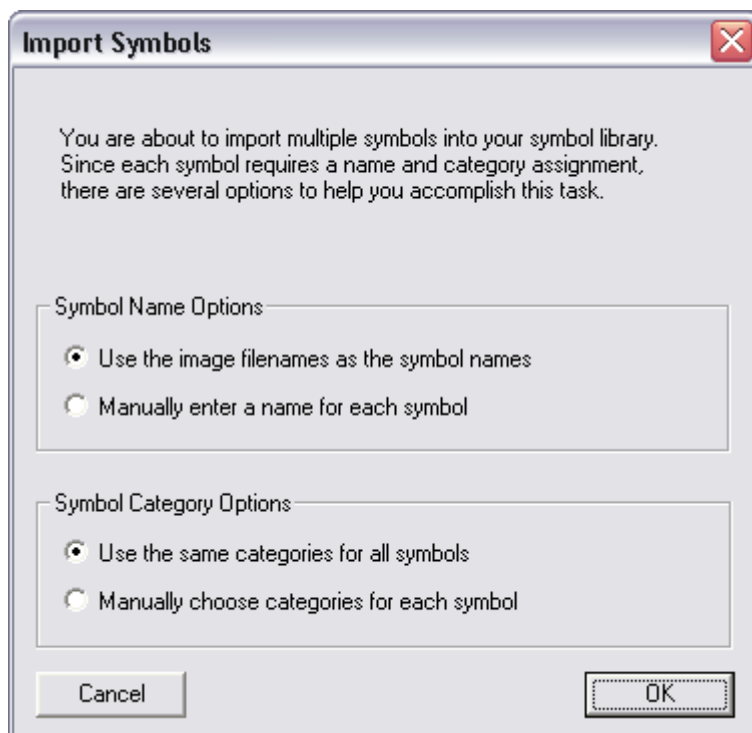 Import Symbols
You are about to import multiple symbols into your symbol library.
Since each symbol requires a name and category assignment,
there are several options to help you accomplish this task.
Symbol Name Options
Use the image filenames as the symbol names
Manually enter a name for each symbol
Symbol Category Options
Use the same categories for all symbols
Manually choose categories for each symbol
Cancel
OK